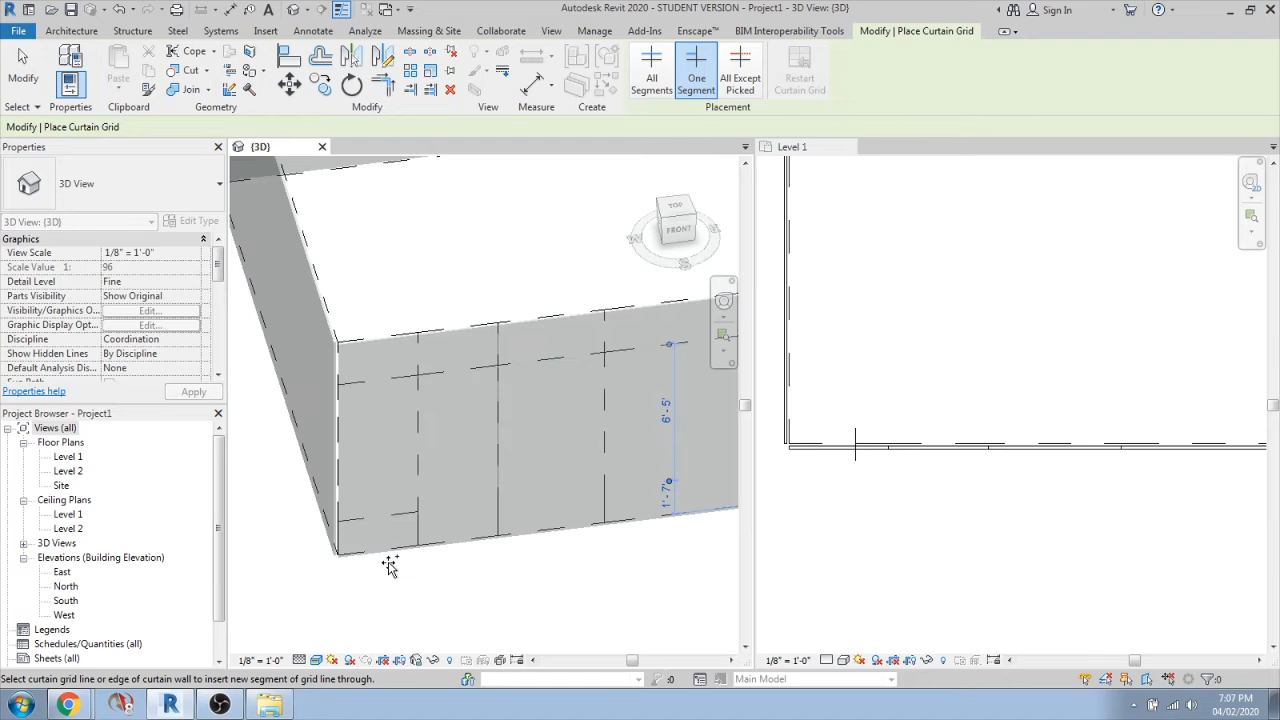 Autodesk Revit 2020 - STUDENT VERSION - Project1 - 3D View: {3D}
Sign In
File Architecture Structure Steel Systems Insert Annotate Analyze Massing & Site Collaborate View Manage Add-Ins Enscape™ BIM Interoperability Tools Modify | Place Curtain Grid
Modify
Properties
Paste
Cope
Cut
Join
All Segments
One Segment
All Except Picked
Restart Curtain Grid
Select Properties Clipboard Geometry Modify View Measure Create Placement
Modify | Place Curtain Grid
Properties
3D View
3D View: {3D}
Edit Type
Graphics
View Scale 1/8" = 1'-0"
Scale Value 1: 96
Detail Level Fine
Parts Visibility Show Original
Visibility/Graphics O... Edit...
Graphic Display Opt... Edit...
Discipline Coordination
Show Hidden Lines By Discipline
Default Analysis Dis... None
Properties help
Apply
Project Browser - Project1
Views (all)
Floor Plans
Level 1
Level 2
Site
Ceiling Plans
Level 1
Level 2
3D Views
Elevations (Building Elevation)
East
North
South
West
Legends
Schedules/Quantities (all)
Sheets (all)
{3D}
TOP
FRONT
W
S
6' - 5"
1' - 7"
1/8" = 1'-0"
Level 1
2D
1/8" = 1'-0"
Select curtain grid line or edge of curtain wall to insert new segment of grid line through.
:0
Main Model
:0
7:07 PM
04/02/2020